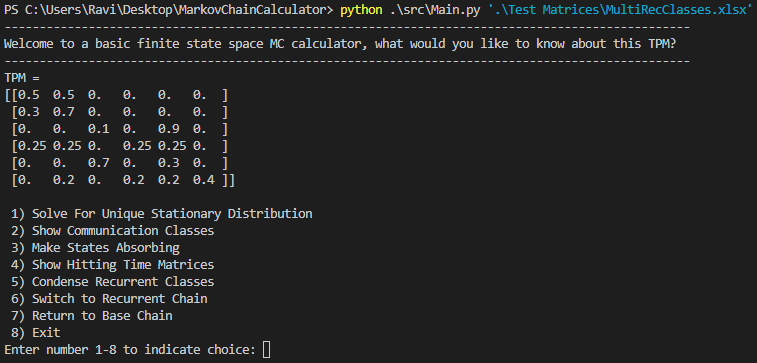 PS C:\Users\Ravi\Desktop\MarkovChainCalculator> python .\src\Main.py '.\Test Matrices\MultiRecClasses.xlsx'
--------------------------------------------------------------------------------------------------
Welcome to a basic finite state space MC calculator, what would you like to know about this TPM?
--------------------------------------------------------------------------------------------------
TPM =
[[0.5  0.5  0.   0.   0.   0.  ]
 [0.3  0.7  0.   0.   0.   0.  ]
 [0.   0.   0.1  0.   0.9  0.  ]
 [0.25 0.25 0.   0.25 0.25 0.  ]
 [0.   0.   0.7  0.   0.3  0.  ]
 [0.   0.2  0.   0.2  0.2  0.4 ]]
1) Solve For Unique Stationary Distribution
2) Show Communication Classes
3) Make States Absorbing
4) Show Hitting Time Matrices
5) Condense Recurrent Classes
6) Switch to Recurrent Chain
7) Return to Base Chain
8) Exit
Enter number 1-8 to indicate choice: